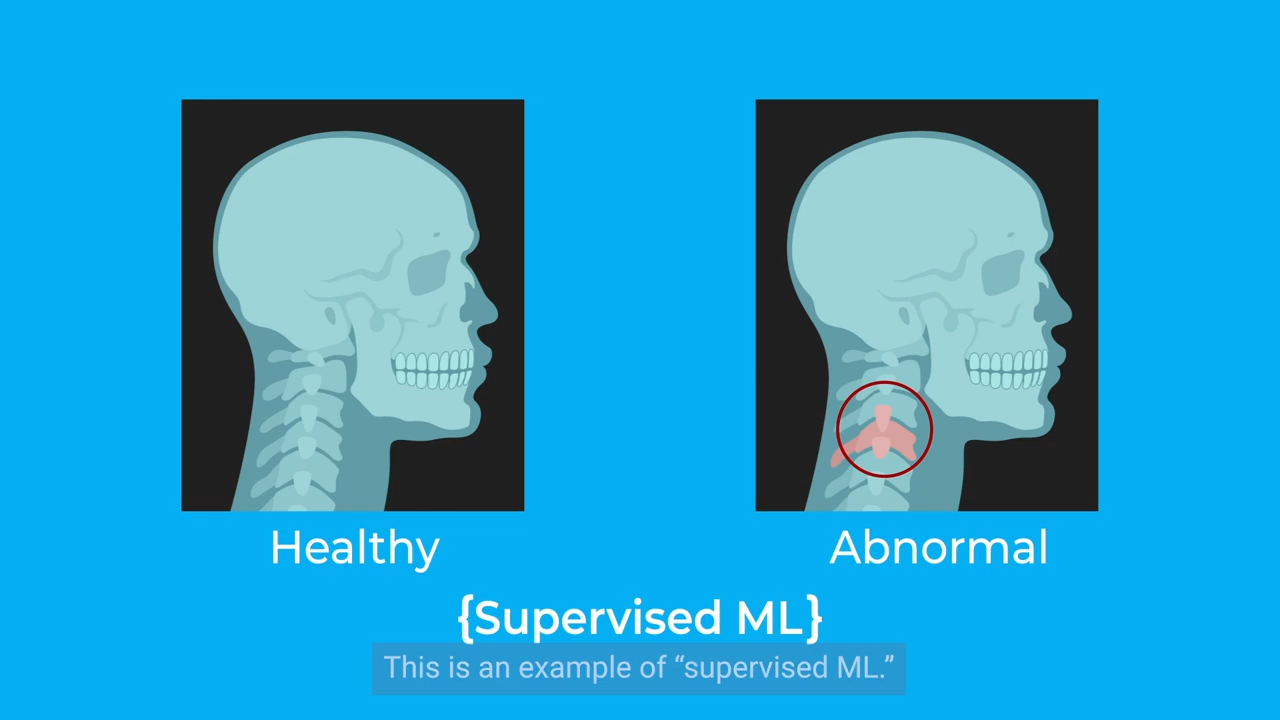 Healthy
Abnormal
{Supervised ML}
This is an example of “supervised ML.”